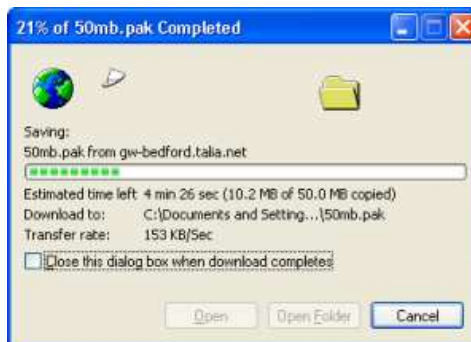 21% of 50mb.pak Completed
Saving:
50mb.pak from gw-bedford.talia.net
Estimated time left 4 min 26 sec (10.2 MB of 50.0 MB copied)
Download to: C:\Documents and Setting...\50mb.pak
Transfer rate: 153 KB/Sec
Close this dialog box when download completes
Open Open Folder Cancel